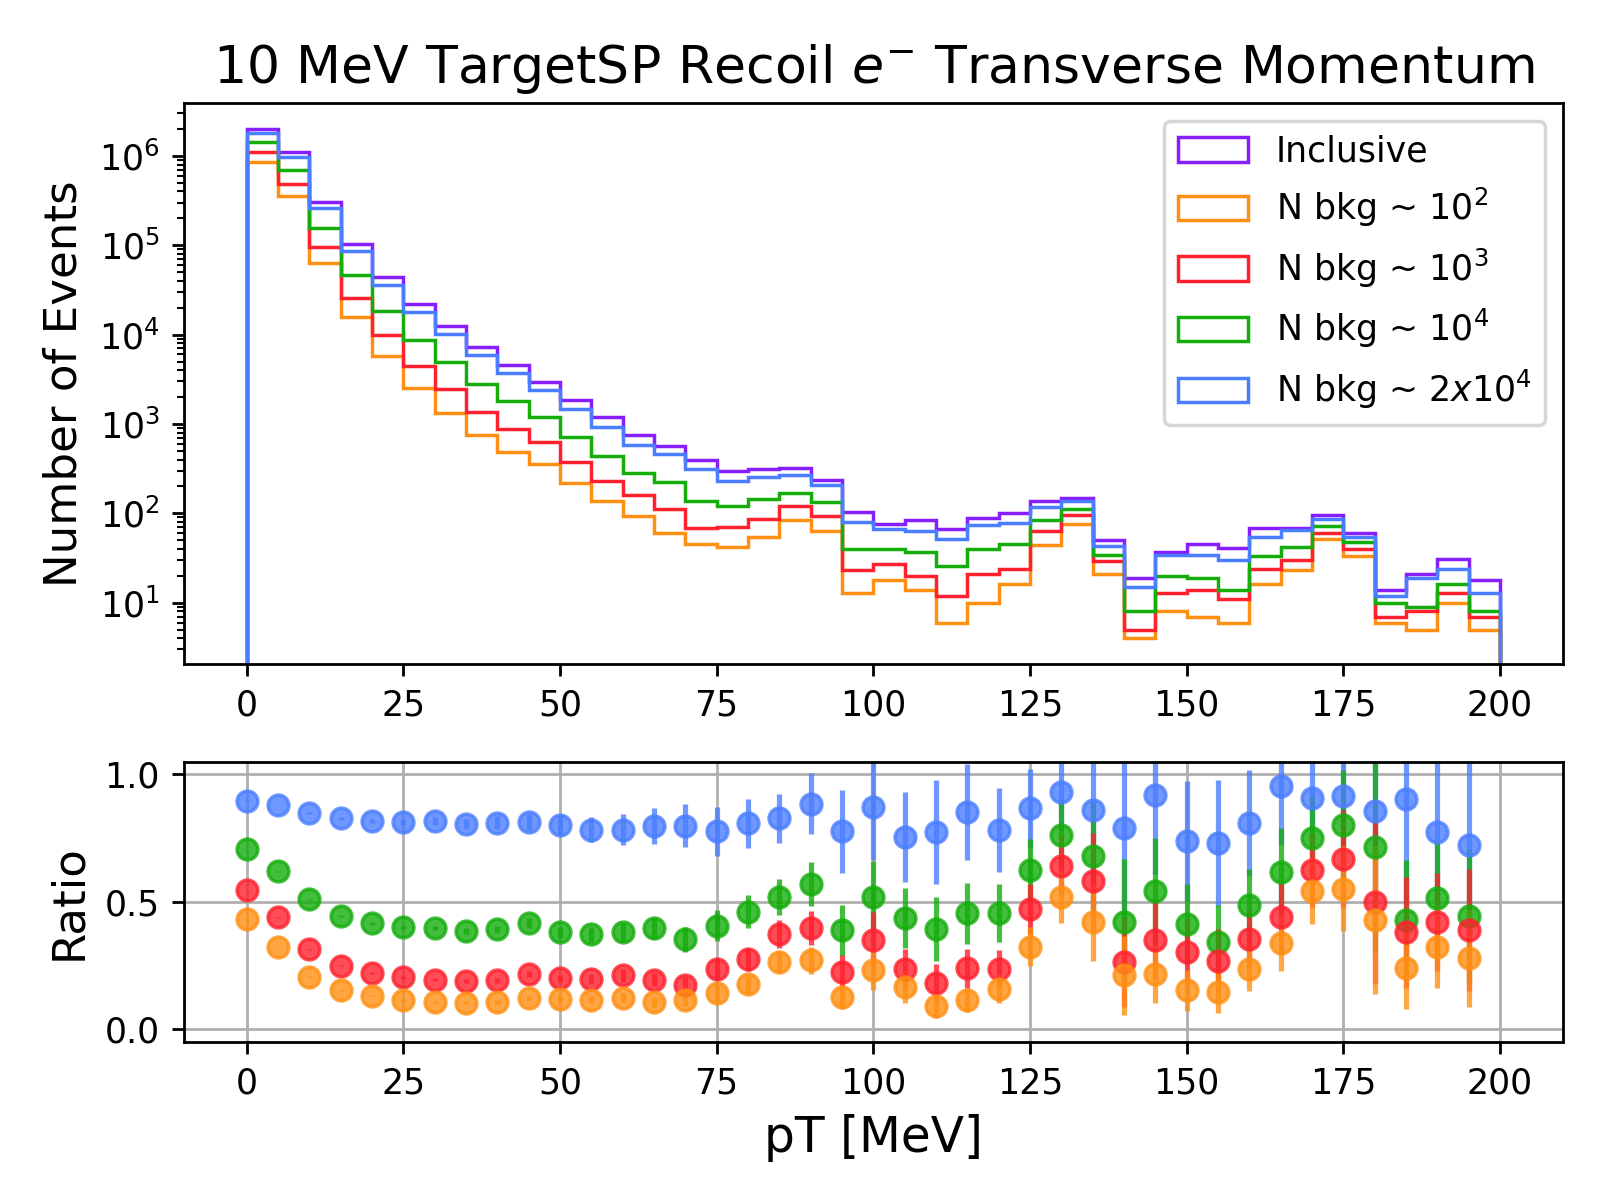 10 MeV TargetSP Recoil e⁻ Transverse Momentum
Number of Events
10⁶
10⁵
10⁴
10³
10²
10¹
Inclusive
N bkg ~ 10²
N bkg ~ 10³
N bkg ~ 10⁴
N bkg ~ 2x10⁴
0 25 50 75 100 125 150 175 200
Ratio
1.0
0.5
0.0
0 25 50 75 100 125 150 175 200
pT [MeV]